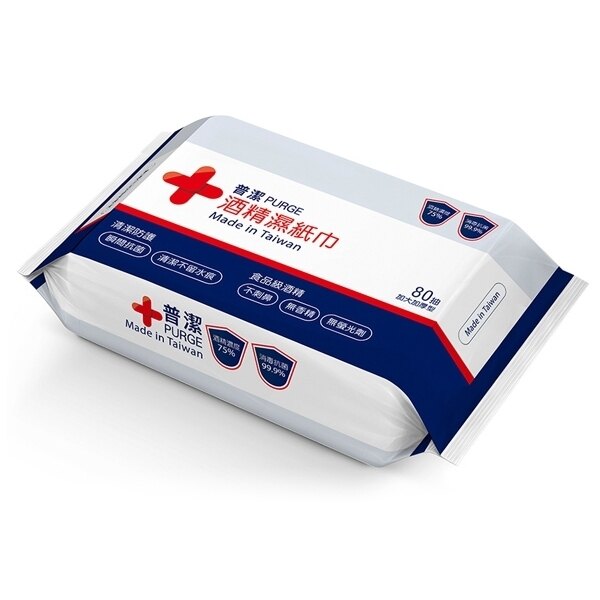 普潔 PURGE
酒精濕紙巾
Made in Taiwan
酒精濃度
75%
消毒抗菌
99.9%
清潔防護
瞬間抗菌
清潔不留水痕
食品級酒精
不刺鼻
無香精
無螢光劑
80抽
加大加厚型
Made in Taiwan
普潔
PURGE
Made in Taiwan
酒精濃度
75%
消毒抗菌
99.9%